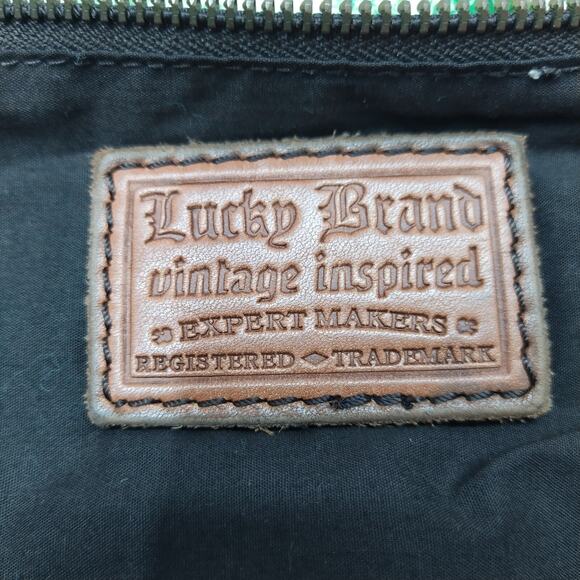 Lucky Brand
vintage inspired
EXPERT MAKERS
REGISTERED TRADEMARK